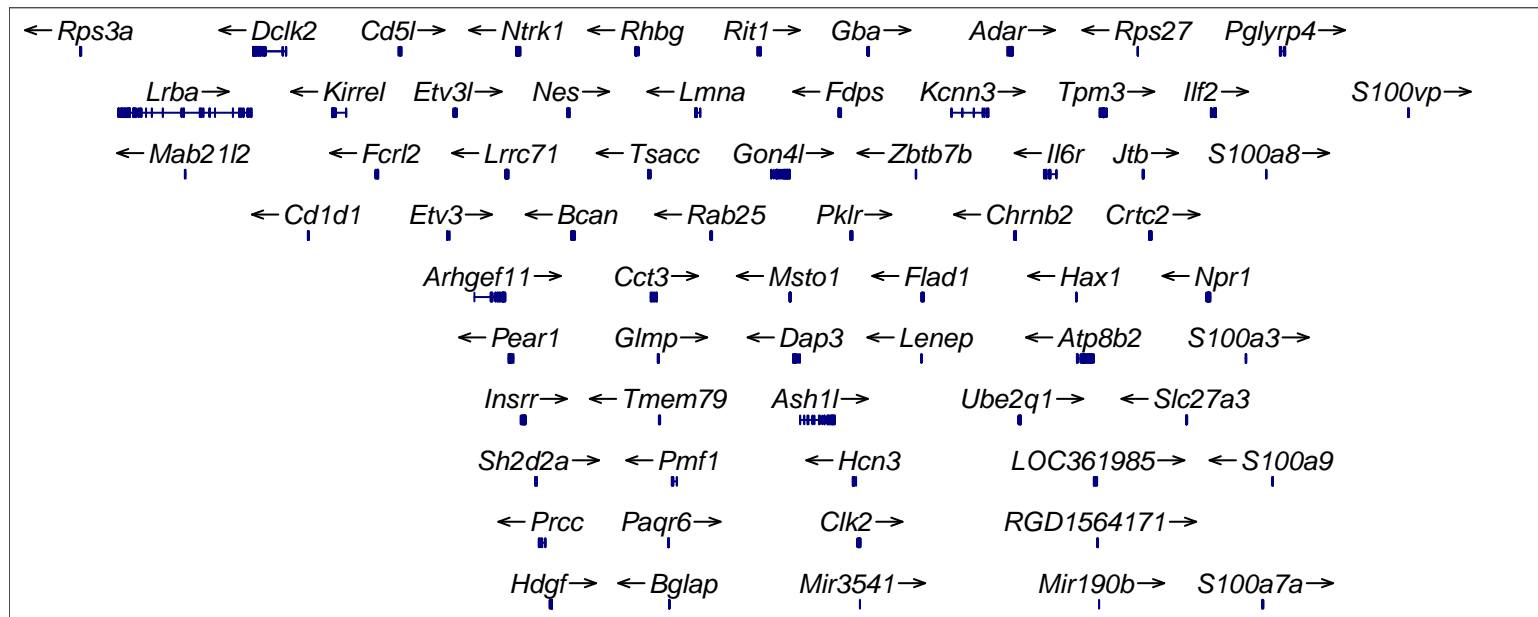 ←Rps3a ←Dclk2 Cd5l→ ←Ntrk1 ←Rhbg Rit1→ Gba→ Adar→ ←Rps27 Pglyrp4→
Lrba→ ←Kirrel Etv3l→ Nes→ ←Lmna ←Fdps Kcnn3→ Tpm3→ Ilf2→ S100vp→
←Mab21l2 ←Fcrl2 ←Lrrc71 ←Tsacc Gon4l→ ←Zbtb7b ←Il6r Jtb→ S100a8→
←Cd1d1 Etv3→ ←Bcan ←Rab25 Pklr→ ←Chrnb2 Crtc2→
Arhgef11→ Cct3→ ←Msto1 ←Flad1 ←Hax1 ←Npr1
←Pear1 Glmp→ ←Dap3 ←Lenep ←Atp8b2 S100a3→
Insrr→ ←Tmem79 Ash1l→ Ube2q1→ ←Slc27a3
Sh2d2a→ ←Pmf1 ←Hcn3 LOC361985→ ←S100a9
←Prcc Paqr6→ Clk2→ RGD1564171→
Hdgf→ ←Bglap Mir3541→ Mir190b→ S100a7a→